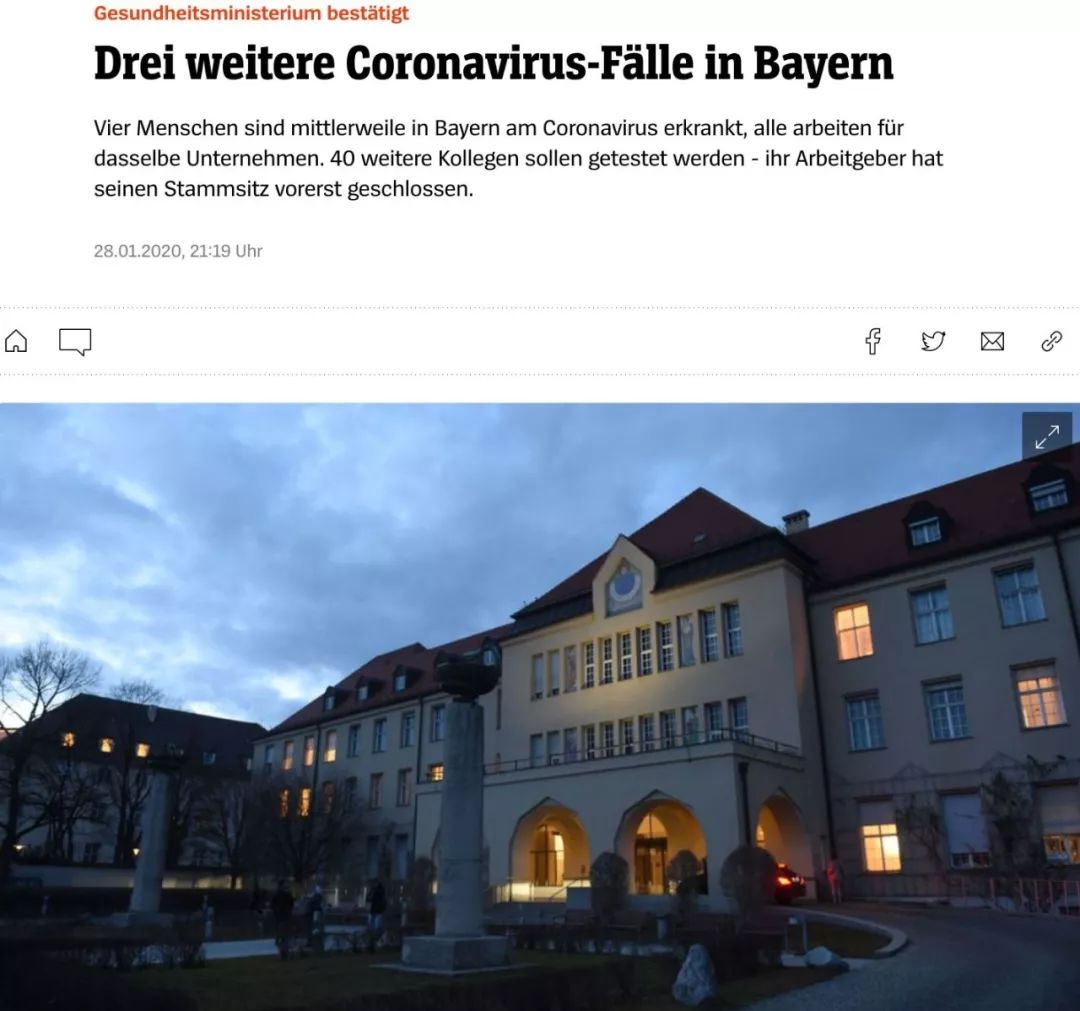 Gesundheitsministerium bestätigt
Drei weitere Coronavirus-Fälle in Bayern
Vier Menschen sind mittlerweile in Bayern am Coronavirus erkrankt, alle arbeiten für
dasselbe Unternehmen. 40 weitere Kollegen sollen getestet werden - ihr Arbeitgeber hat
seinen Stammsitz vorerst geschlossen.
28.01.2020, 21:19 Uhr